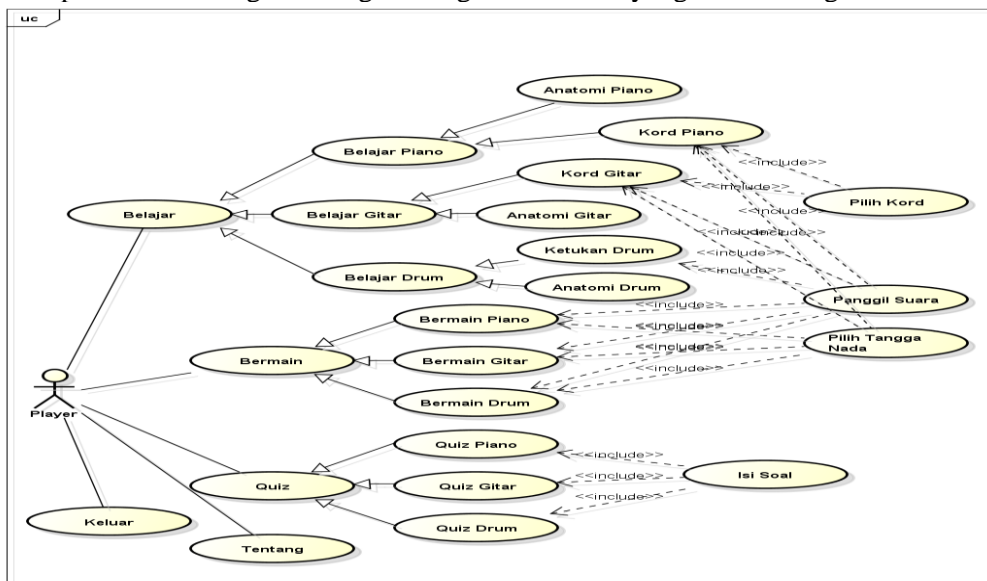 uc
Anatomi Piano
Kord Piano
Belajar Piano
<<include>>
Kord Gitar
<<include>>
Pilih Kord
Belajar
Belajar Gitar
Anatomi Gitar
<<include>>
<<include>>
<<include>>
Ketukan Drum
Belajar Drum
<<include>>
Anatomi Drum
Panggil Suara
<<include>>
Bermain Piano
<<include>>
Pilih Tangga
Nada
Bermain
Bermain Gitar
<<include>>
Bermain Drum
Player
Quiz Piano
<<include>>
Quiz
Quiz Gitar
<<include>>
Isi Soal
<<include>>
Keluar
Quiz Drum
Tentang